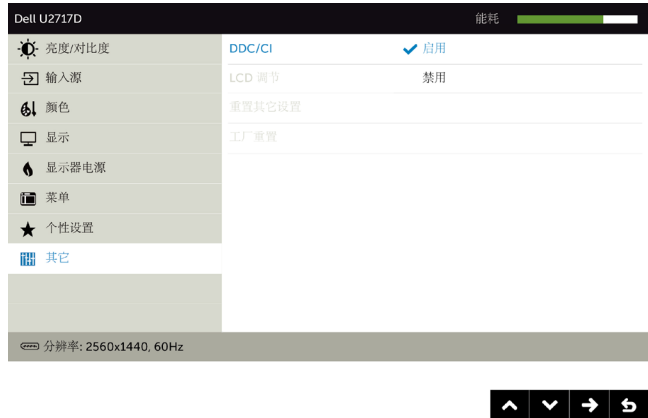 Dell U2717D 能耗
亮度/对比度 DDC/CI 启用
输入源 LCD 调节 禁用
颜色 重置其它设置
显示 工厂重置
显示器电源
菜单
个性设置
其它
分辨率: 2560x1440, 60Hz